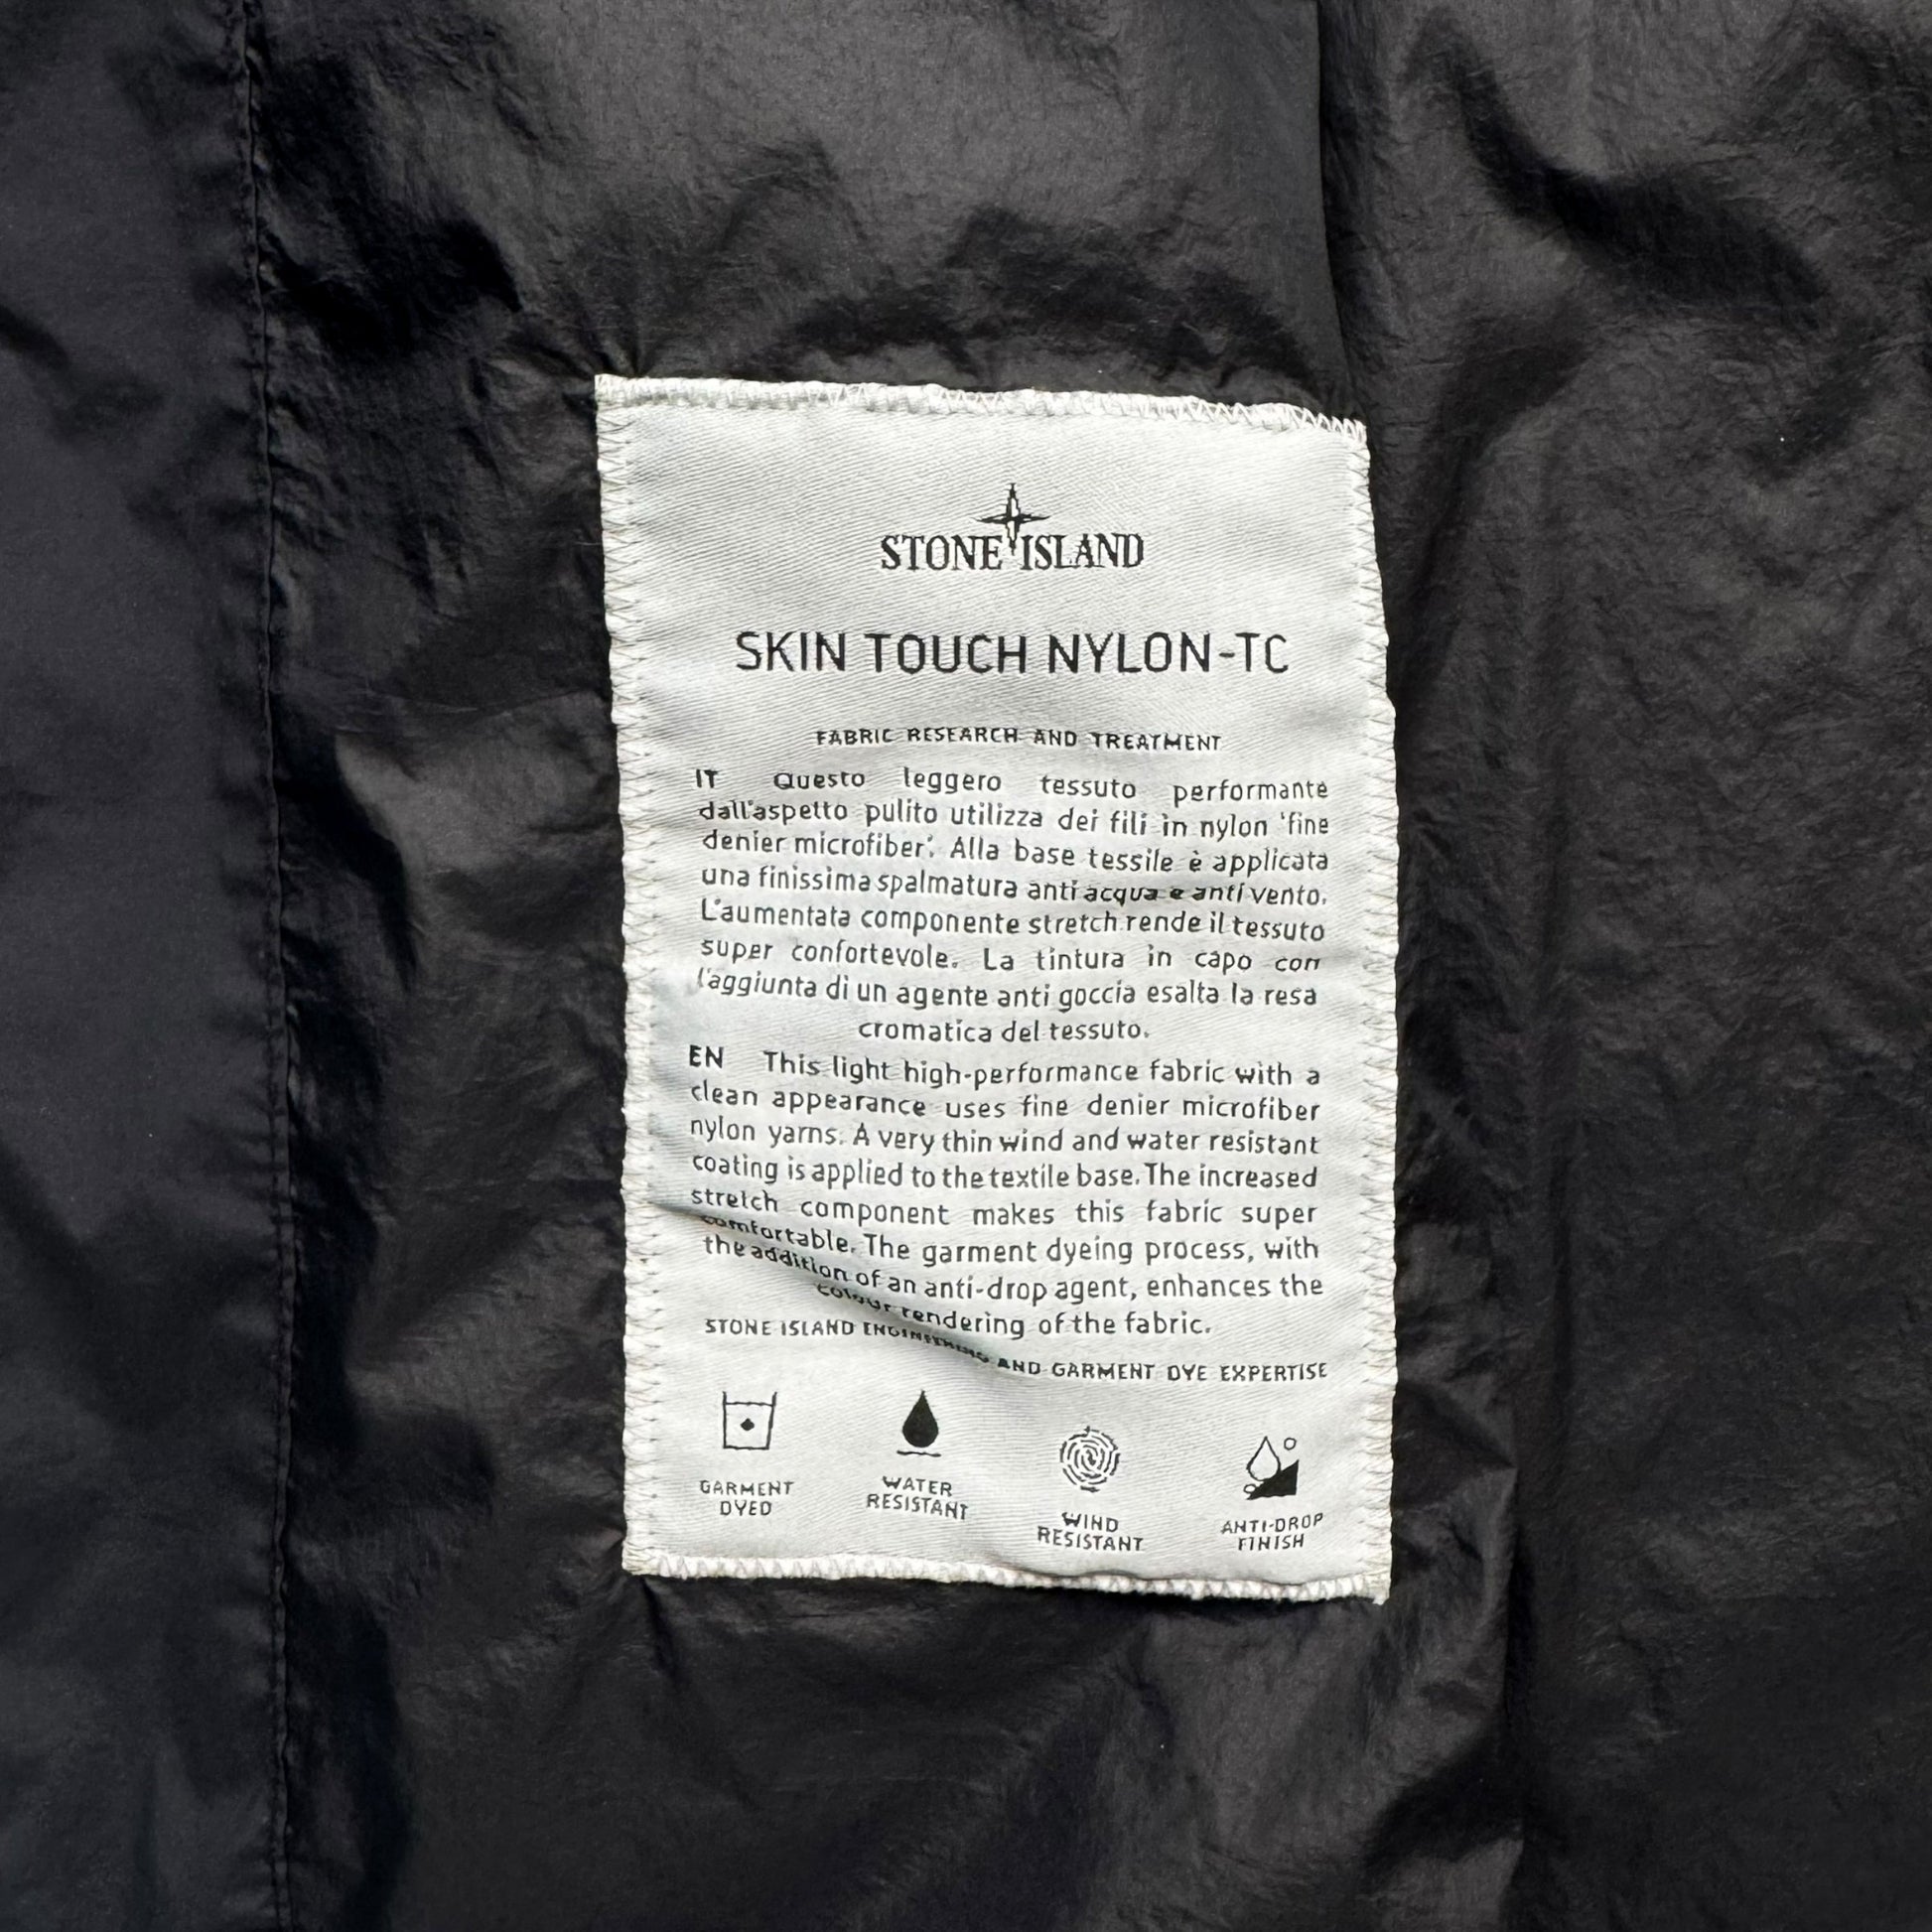 STONE ISLAND
SKIN TOUCH NYLON-TC
FABRIC RESEARCH AND TREATMENT
IT Questo leggero tessuto performante
dall'aspetto pulito utilizza dei fili in nylon 'fine
denier microfiber'. Alla base tessile è applicata
una finissima spalmatura anti acqua e anti vento.
L'aumentata componente stretch rende il tessuto
super confortevole. La tintura in capo con
l'aggiunta di un agente anti goccia esalta la resa
cromatica del tessuto.
EN This light high-performance fabric with a
clean appearance uses fine denier microfiber
nylon yarns. A very thin wind and water resistant
coating is applied to the textile base. The increased
stretch component makes this fabric super
comfortable. The garment dyeing process, with
the addition of an anti-drop agent, enhances the
colour rendering of the fabric.
STONE ISLAND ENGINEERING AND GARMENT DYE EXPERTISE
GARMENT
DYED
WATER
RESISTANT
WIND
RESISTANT
ANTI-DROP
FINISH